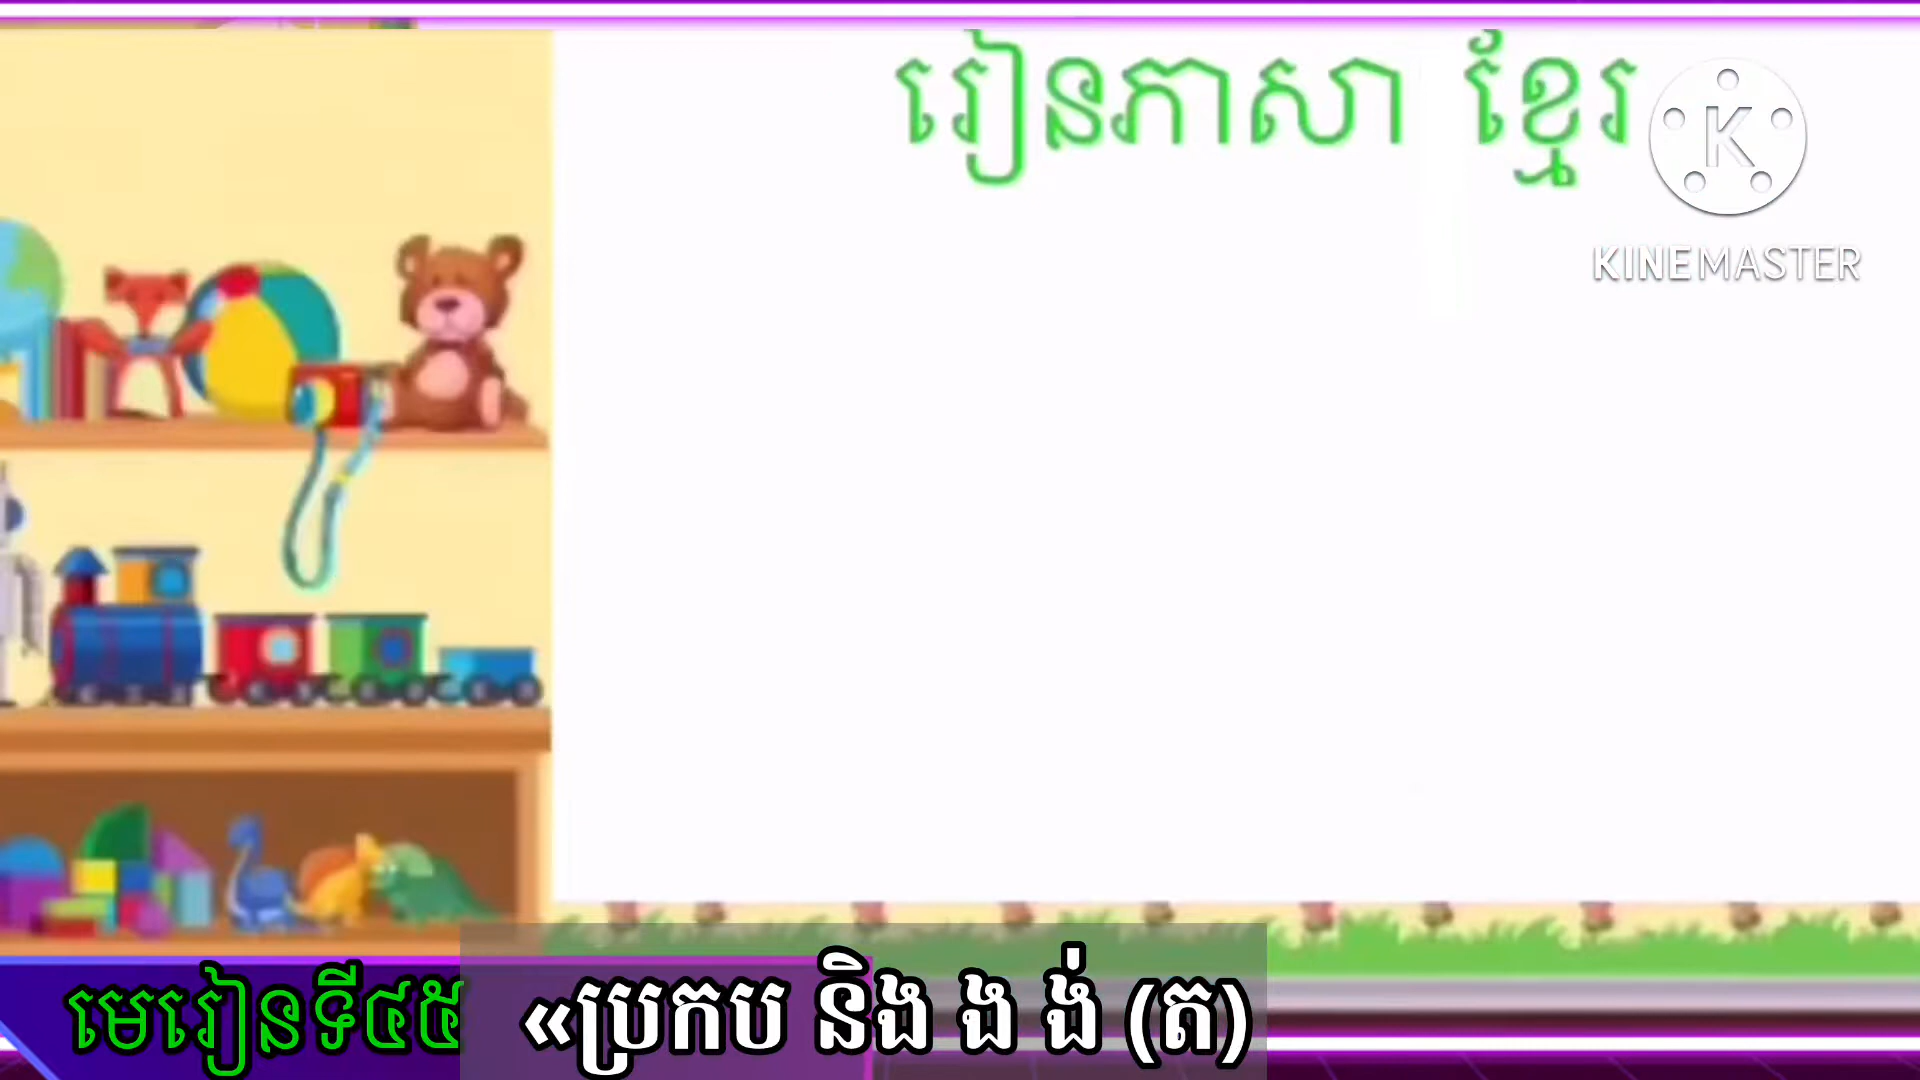 រៀនភាសា ខ្មែរ
K
KINEMASTER
មេរៀនទី៤៥ «ប្រកប និង ង ង់ (ត)